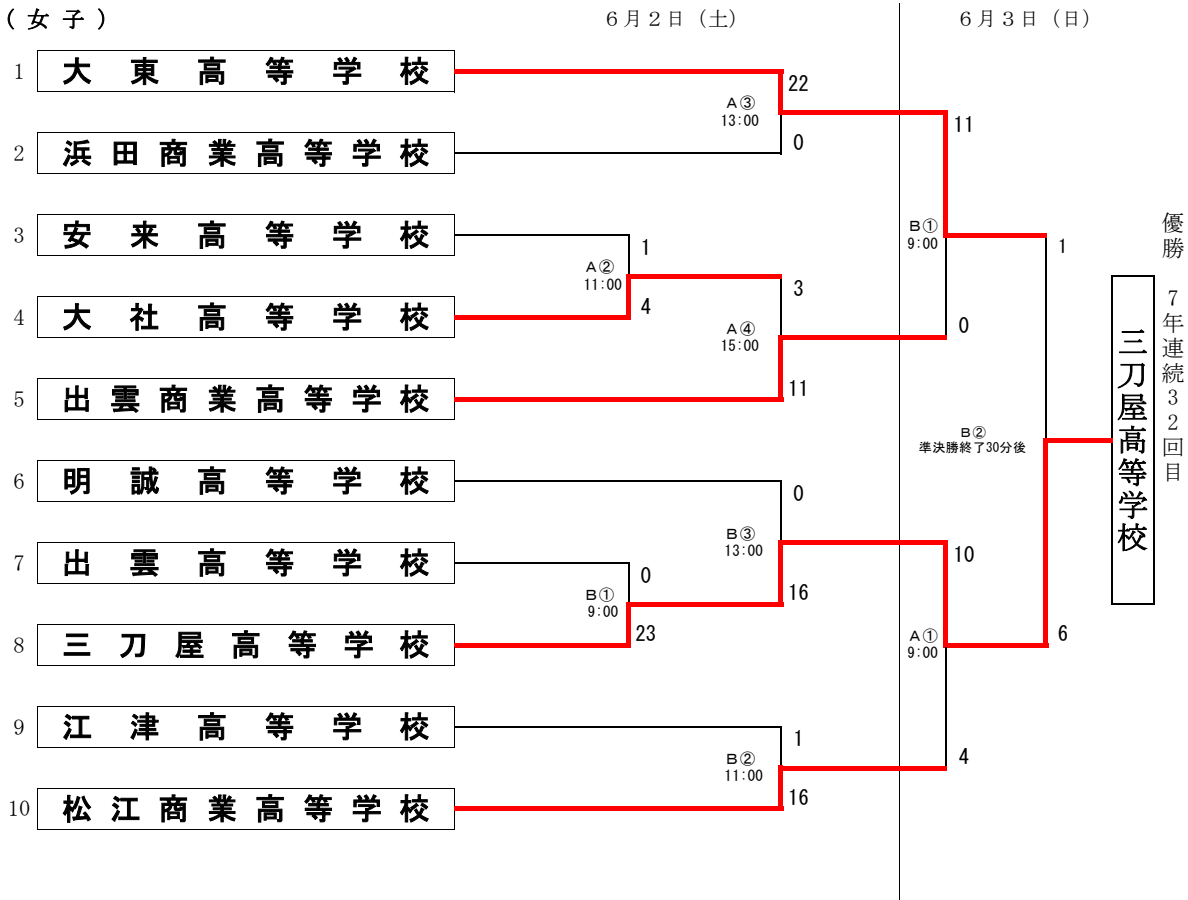 （ 女 子 ）
６月２日（土）
６月３日（日）
1 大東高等学校
22
Ａ③
13:00
11
2 浜田商業高等学校
0
3 安来高等学校
1
Ｂ①
9:00
1
Ａ②
11:00
3
4 大社高等学校
4
0
Ａ④
15:00
5 出雲商業高等学校
11
Ｂ②
準決勝終了30分後
優勝　７年連続３２回目
三刀屋高等学校
6 明誠高等学校
0
Ｂ③
13:00
10
7 出雲高等学校
0
16
Ｂ①
9:00
8 三刀屋高等学校
23
Ａ①
9:00
6
9 江津高等学校
1
4
Ｂ②
11:00
10 松江商業高等学校
16